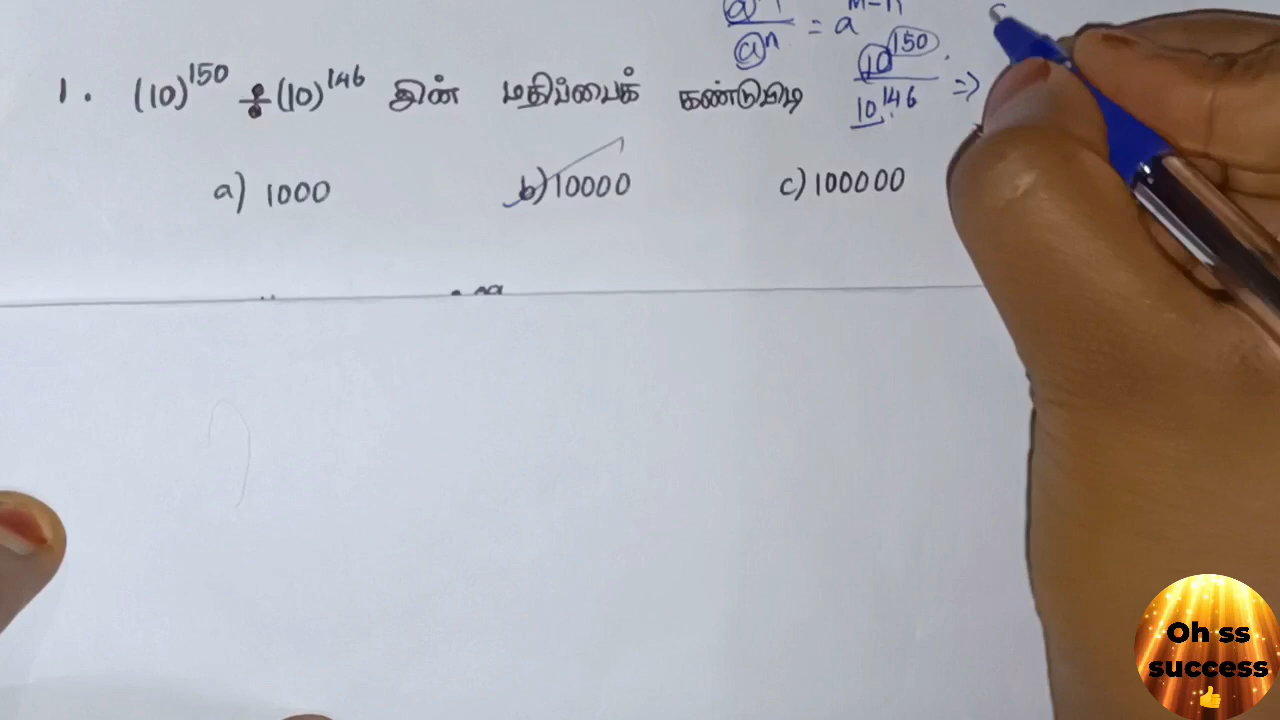 = a^m-n
a^n
1. (10)^150 ÷ (10)^146 இன் மதிப்பைக் கண்டுபிடி
10^150
10^146 ⇒
a) 1000 b) 10000 c) 100000
Oh ss
success